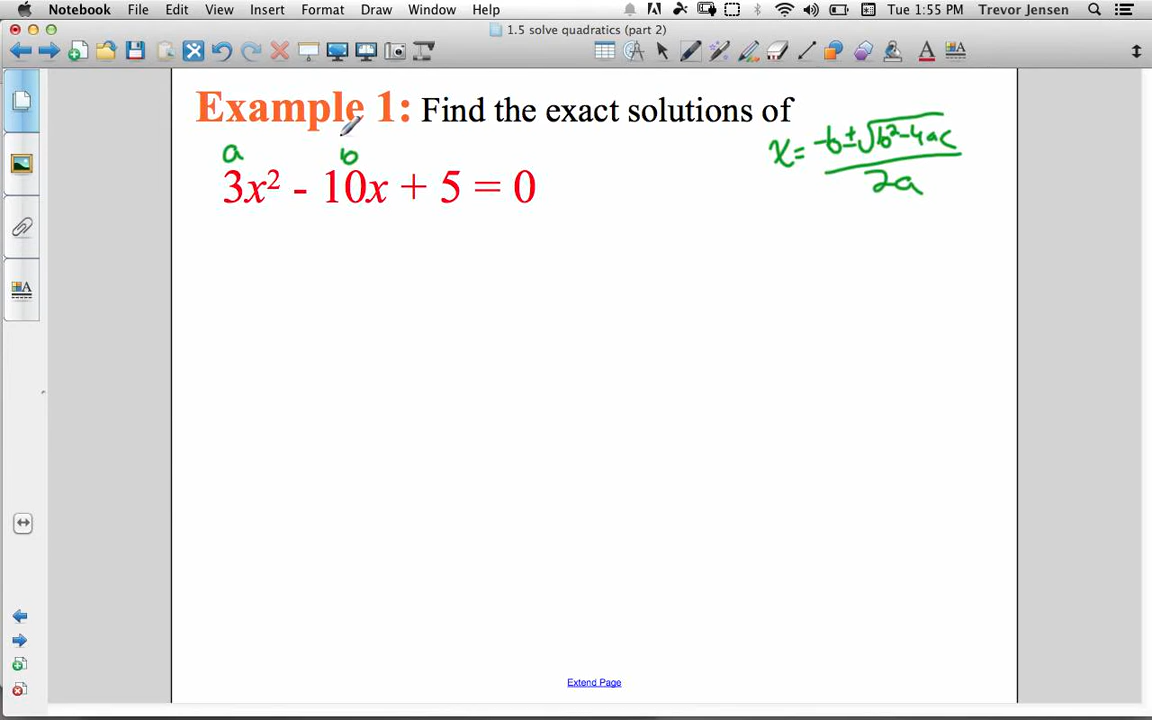 Notebook File Edit View Insert Format Draw Window Help Tue 1:55 PM Trevor Jensen
1.5 solve quadratics (part 2)
Example 1: Find the exact solutions of
a b
3x² - 10x + 5 = 0
x = -b ± √b²-4ac
2a
Extend Page